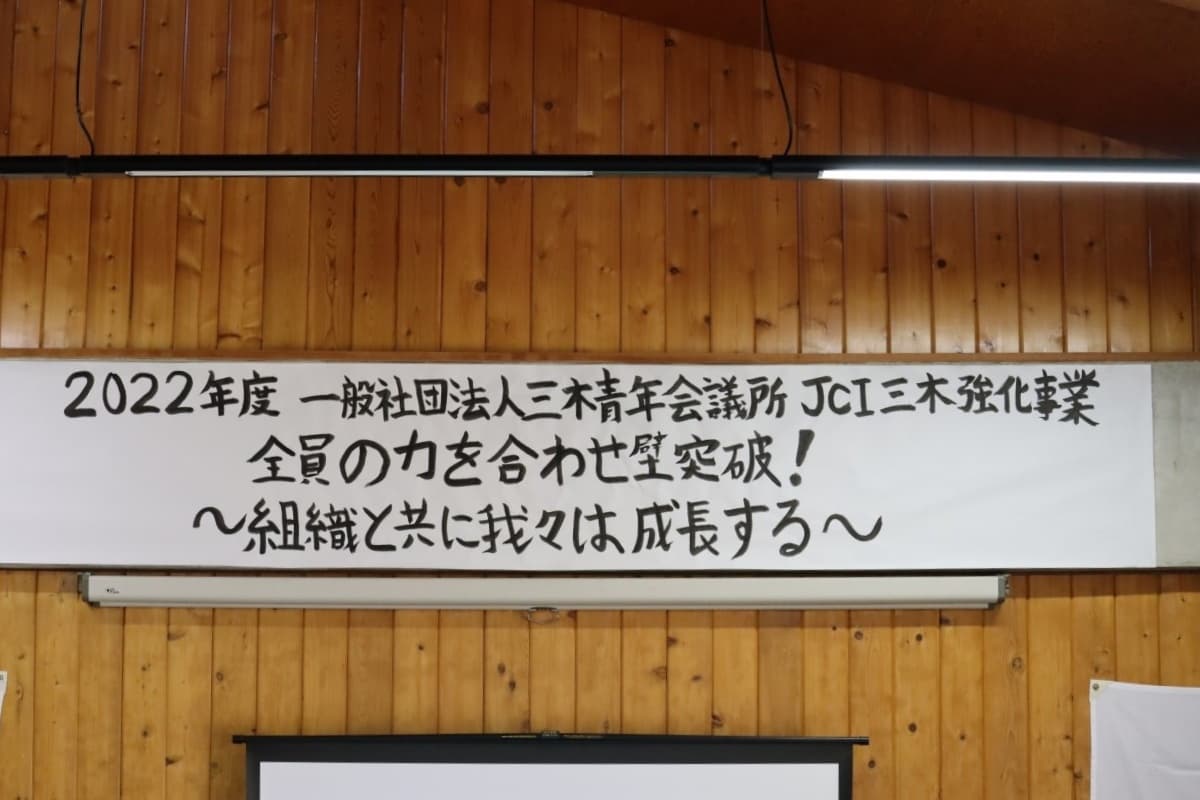 2022年度 一般社団法人三木青年会議所 JCI三木強化事業
全員の力を合わせ壁突破!
～組織と共に我々は成長する～